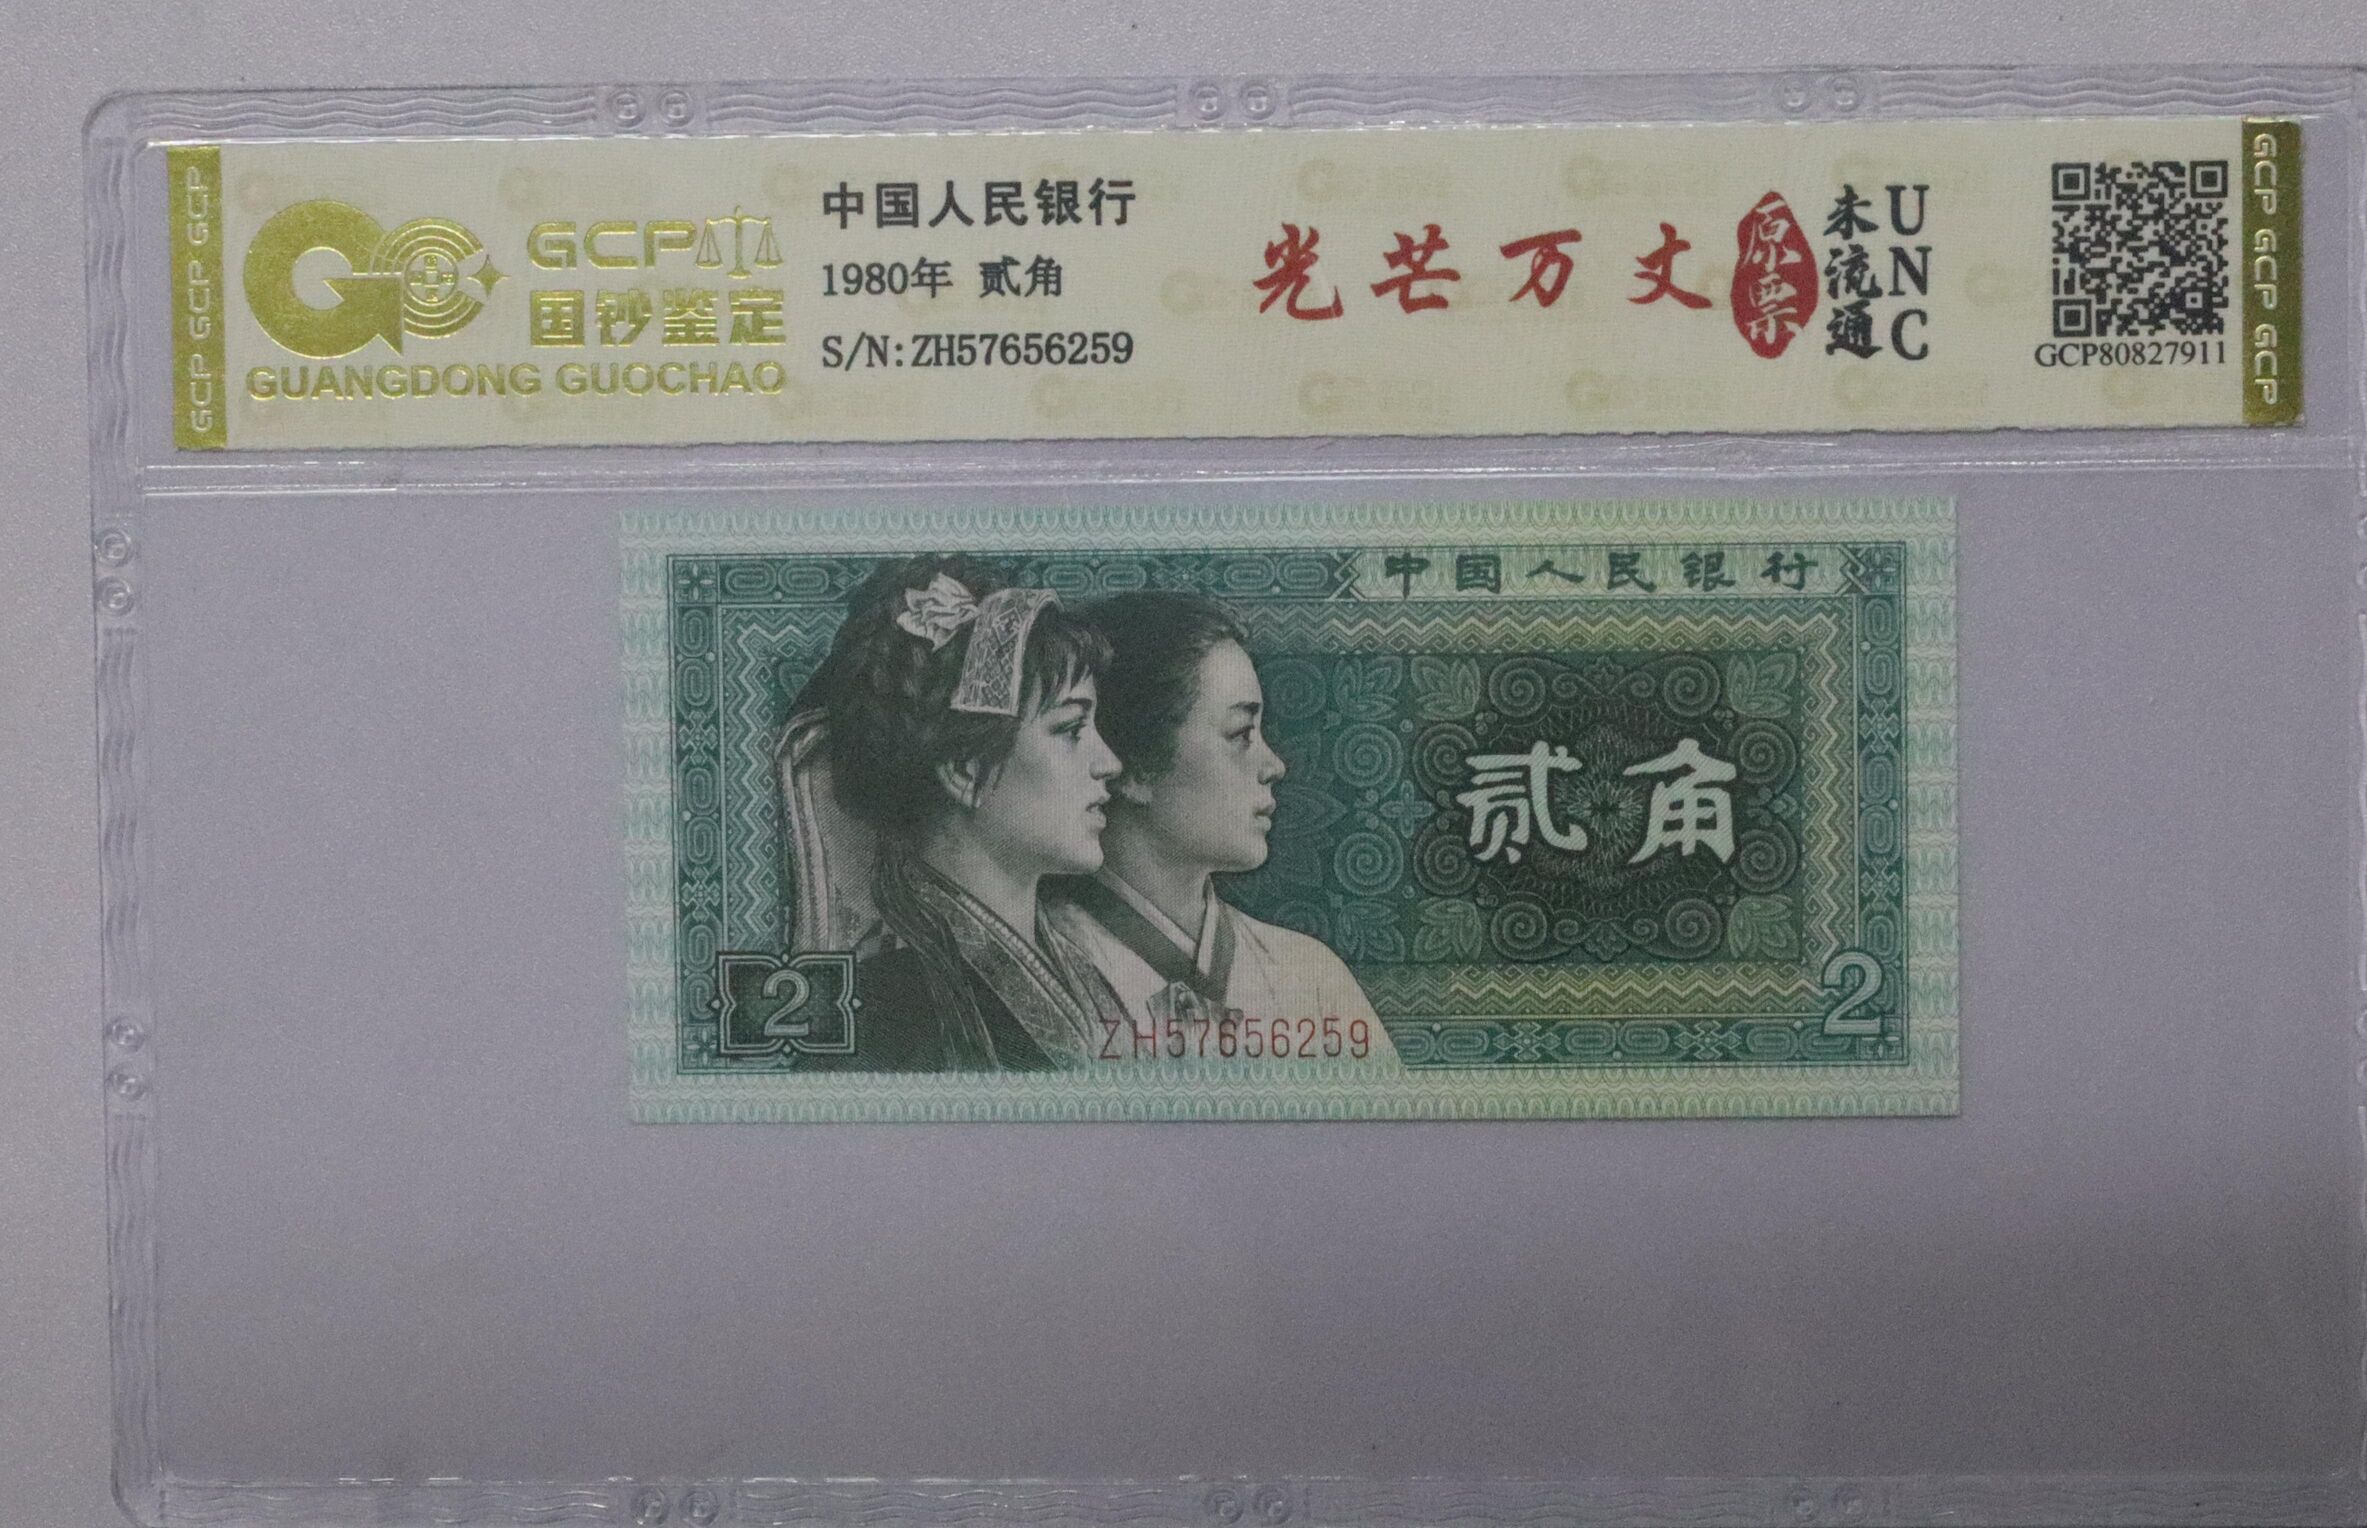 GCP GCP GCP
GCP
国钞鉴定
GUANGDONG GUOCHAO
中国人民银行
1980年 贰角
S/N:ZH57656259
光芒万丈
原票
未流通
UNC
GCP80827911
GCP GCP GCP
中国人民银行
贰角
2
2
ZH57656259